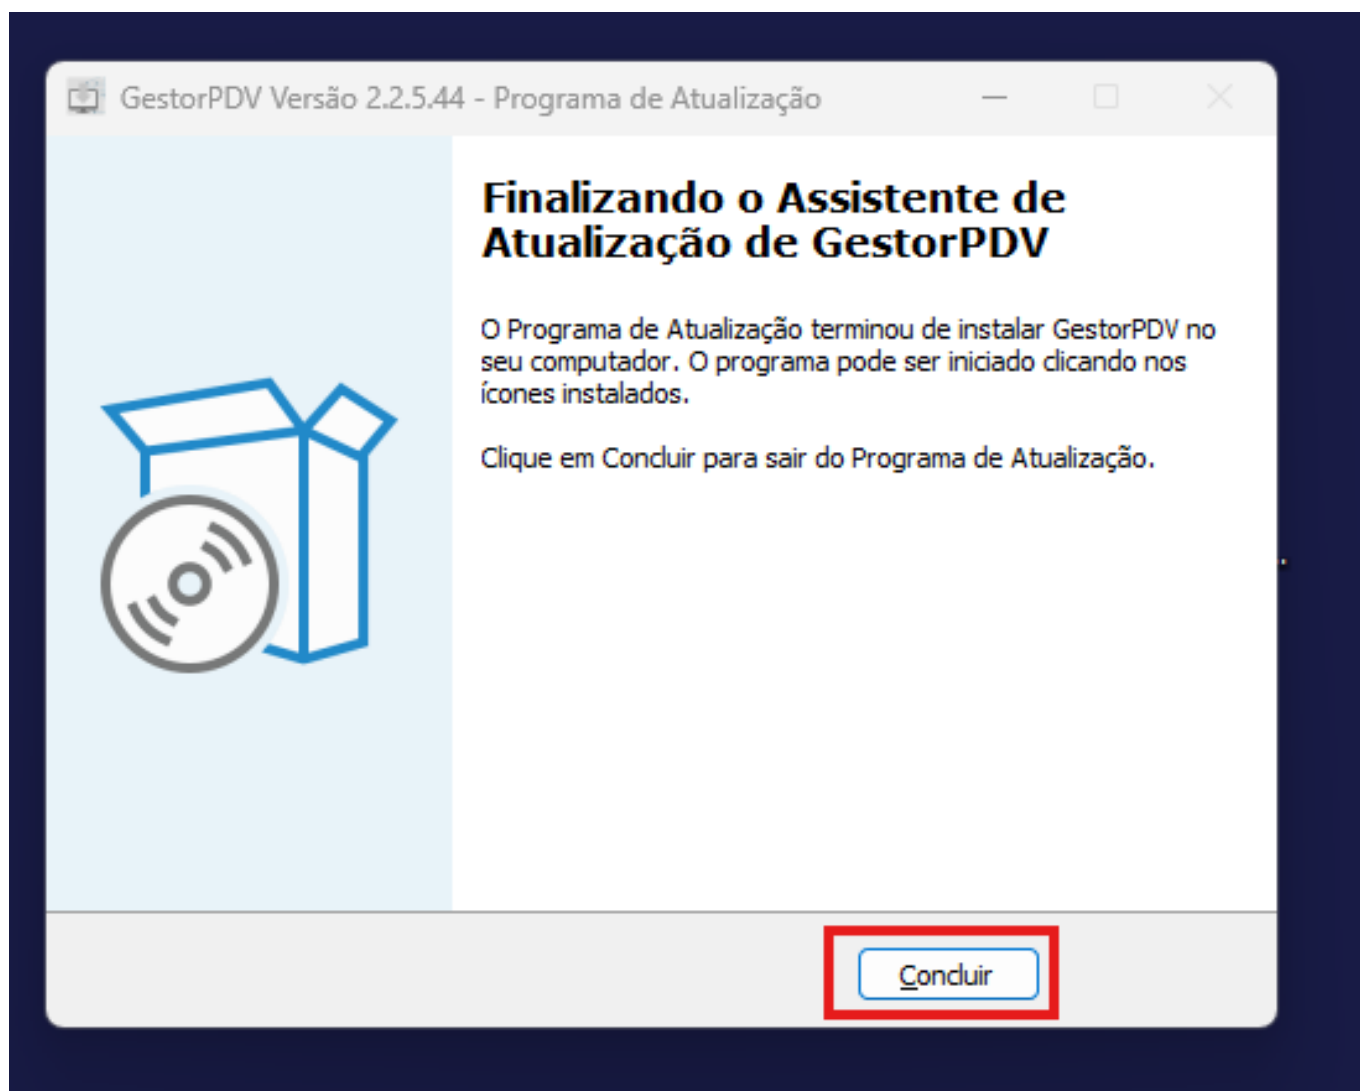 GestorPDV Versão 2.2.5.44 - Programa de Atualização
Finalizando o Assistente de
Atualização de GestorPDV
O Programa de Atualização terminou de instalar GestorPDV no
seu computador. O programa pode ser iniciado clicando nos
ícones instalados.
Clique em Concluir para sair do Programa de Atualização.
Concluir